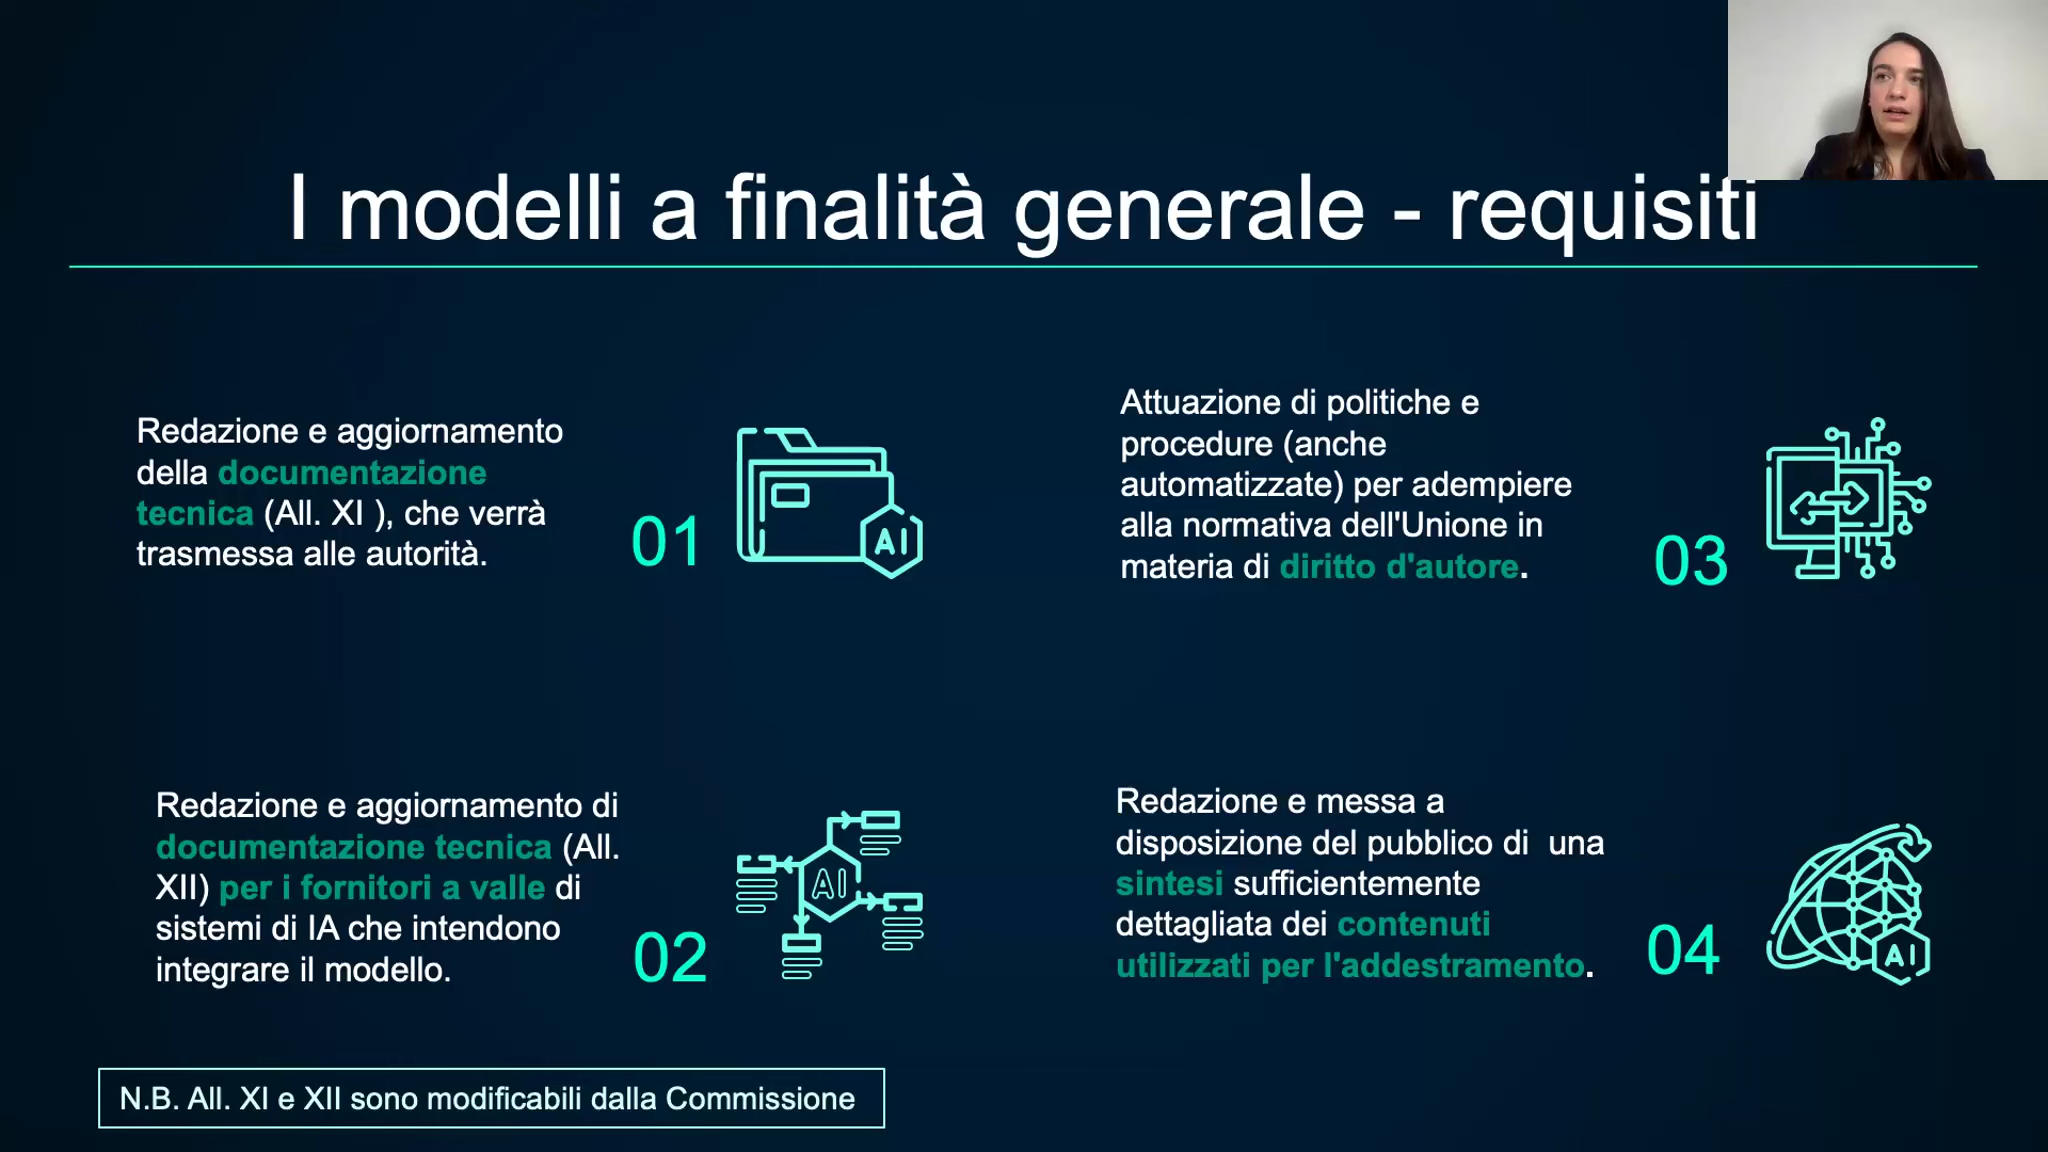 I modelli a finalità generale - requisiti
Redazione e aggiornamento
della documentazione
tecnica (All. XI ), che verrà
trasmessa alle autorità.
01
AI
Redazione e aggiornamento di
documentazione tecnica (All.
XII) per i fornitori a valle di
sistemi di IA che intendono
integrare il modello.
02
AI
Attuazione di politiche e
procedure (anche
automatizzate) per adempiere
alla normativa dell'Unione in
materia di diritto d'autore.
03
Redazione e messa a
disposizione del pubblico di  una
sintesi sufficientemente
dettagliata dei contenuti
utilizzati per l'addestramento.
04
AI
N.B. All. XI e XII sono modificabili dalla Commissione